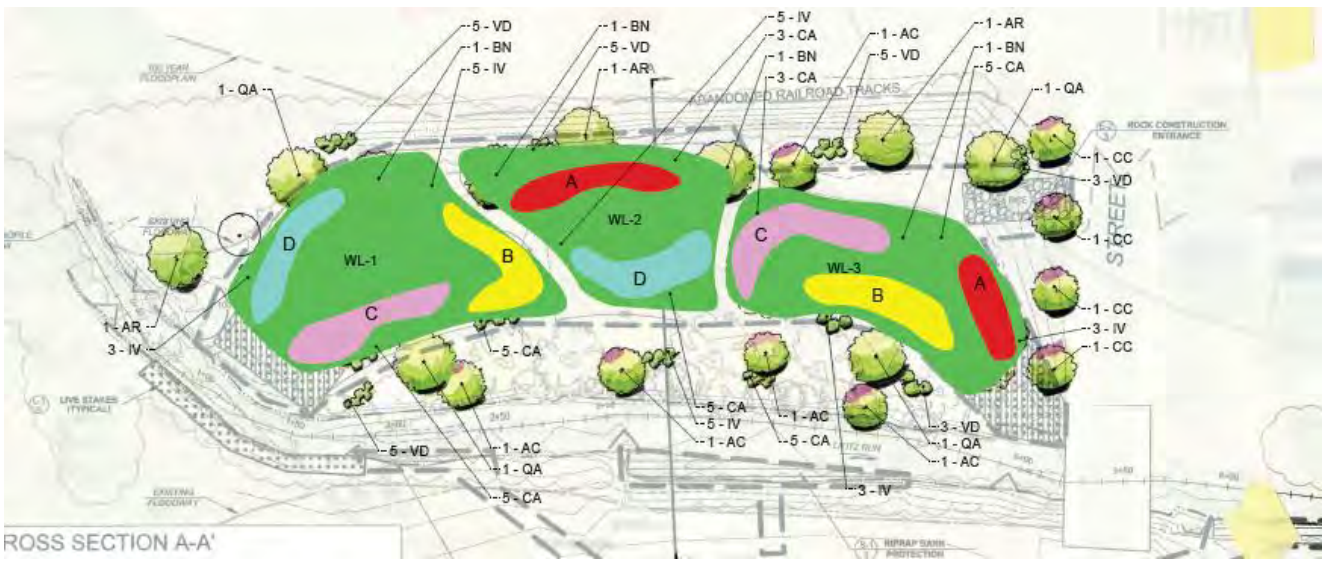 5 - VD
1 - BN
5 - IV
1 - BN
5 - VD
1 - AR
5 - IV
3 - CA
1 - BN
3 - CA
1 - AC
5 - VD
1 - AR
1 - BN
5 - CA
1 - QA
1 - QA
100 YEAR
FLOODPLAIN
A
ABANDONED RAILROAD TRACKS
ROCK CONSTRUCTION
ENTRANCE
1 - CC
3 - VD
1 - CC
STREET
1 - CC
3 - IV
1 - CC
EXISTING
A
D
WL-1
B
C
WL-2
D
C
WL-3
B
A
1 - AR
3 - IV
LIVE STAKES
(TYPICAL)
5 - CA
5 - VD
1 - AC
1 - QA
5 - CA
5 - CA
5 - IV
1 - AC
1 - AC
5 - CA
3 - VD
1 - QA
1 - AC
3 - IV
EXISTING
FLOODWAY
ROSS SECTION A-A'
RIPRAP BANK
PROTECTION